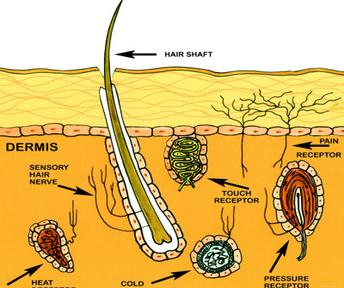 HAIR SHAFT
DERMIS
PAIN
RECEPTOR
SENSORY
HAIR
NERVE
TOUCH
RECEPTOR
HEAT
COLD
PRESSURE
RECEPTOR